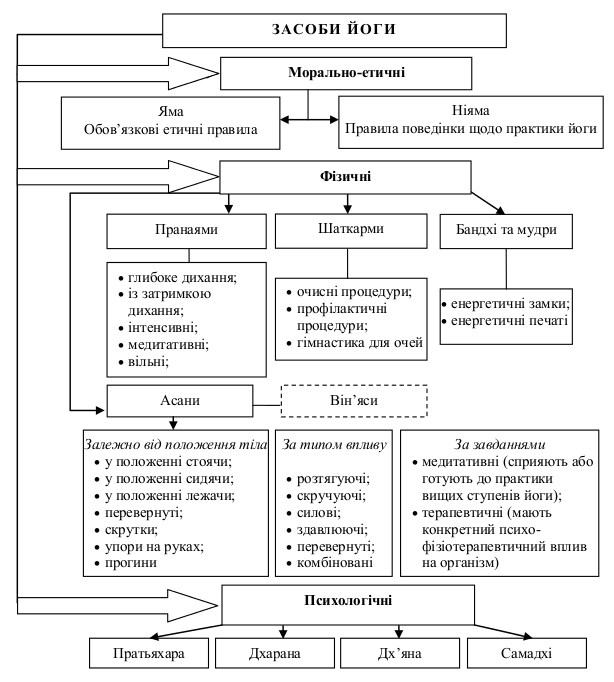 ЗАСОБИ ЙОГИ
Морально-етичні
Яма
Обов’язкові етичні правила
Ніяма
Правила поведінки щодо практики йоги
Фізичні
Пранаями
• глибоке дихання;
• із затримкою
дихання;
• інтенсивні;
• медитативні;
• вільні;
Шаткарми
• очисні процедури;
• профілактичні
процедури;
• гімнастика для очей
Бандхі та мудри
• енергетичні замки;
• енергетичні печаті
Асани
Він’яси
Залежно від положення тіла
• у положенні стоячи;
• у положенні сидячи;
• у положенні лежачи;
• перевернуті;
• скрутки;
• упори на руках;
• прогини
За типом впливу
• розтягуючі;
• скручуючі;
• силові;
• здавлюючі;
• перевернуті;
• комбіновані
За завданнями
• медитативні (сприяють або
готують до практики
вищих ступенів йоги);
• терапевтичні (мають
конкретний психо-
фізіотерапевтичний вплив
на організм)
Психологічні
Пратьяхара
Дхарана
Дх’яна
Самадхі